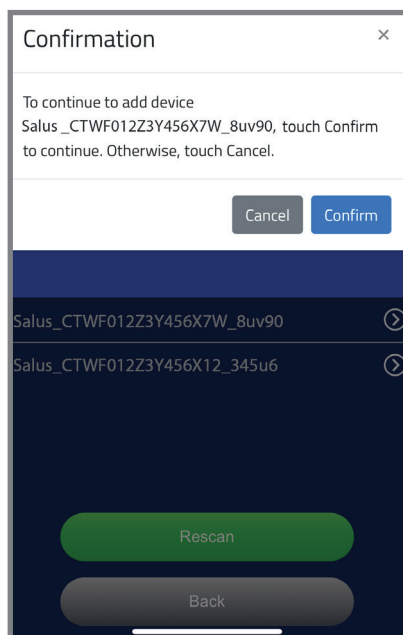 Confirmation ×
To continue to add device
Salus _CTWF012Z3Y456X7W_8uv90, touch Confirm
to continue. Otherwise, touch Cancel.
Cancel Confirm
Salus_CTWF012Z3Y456X7W_8uv90
Salus_CTWF012Z3Y456X12_345u6
Rescan
Back